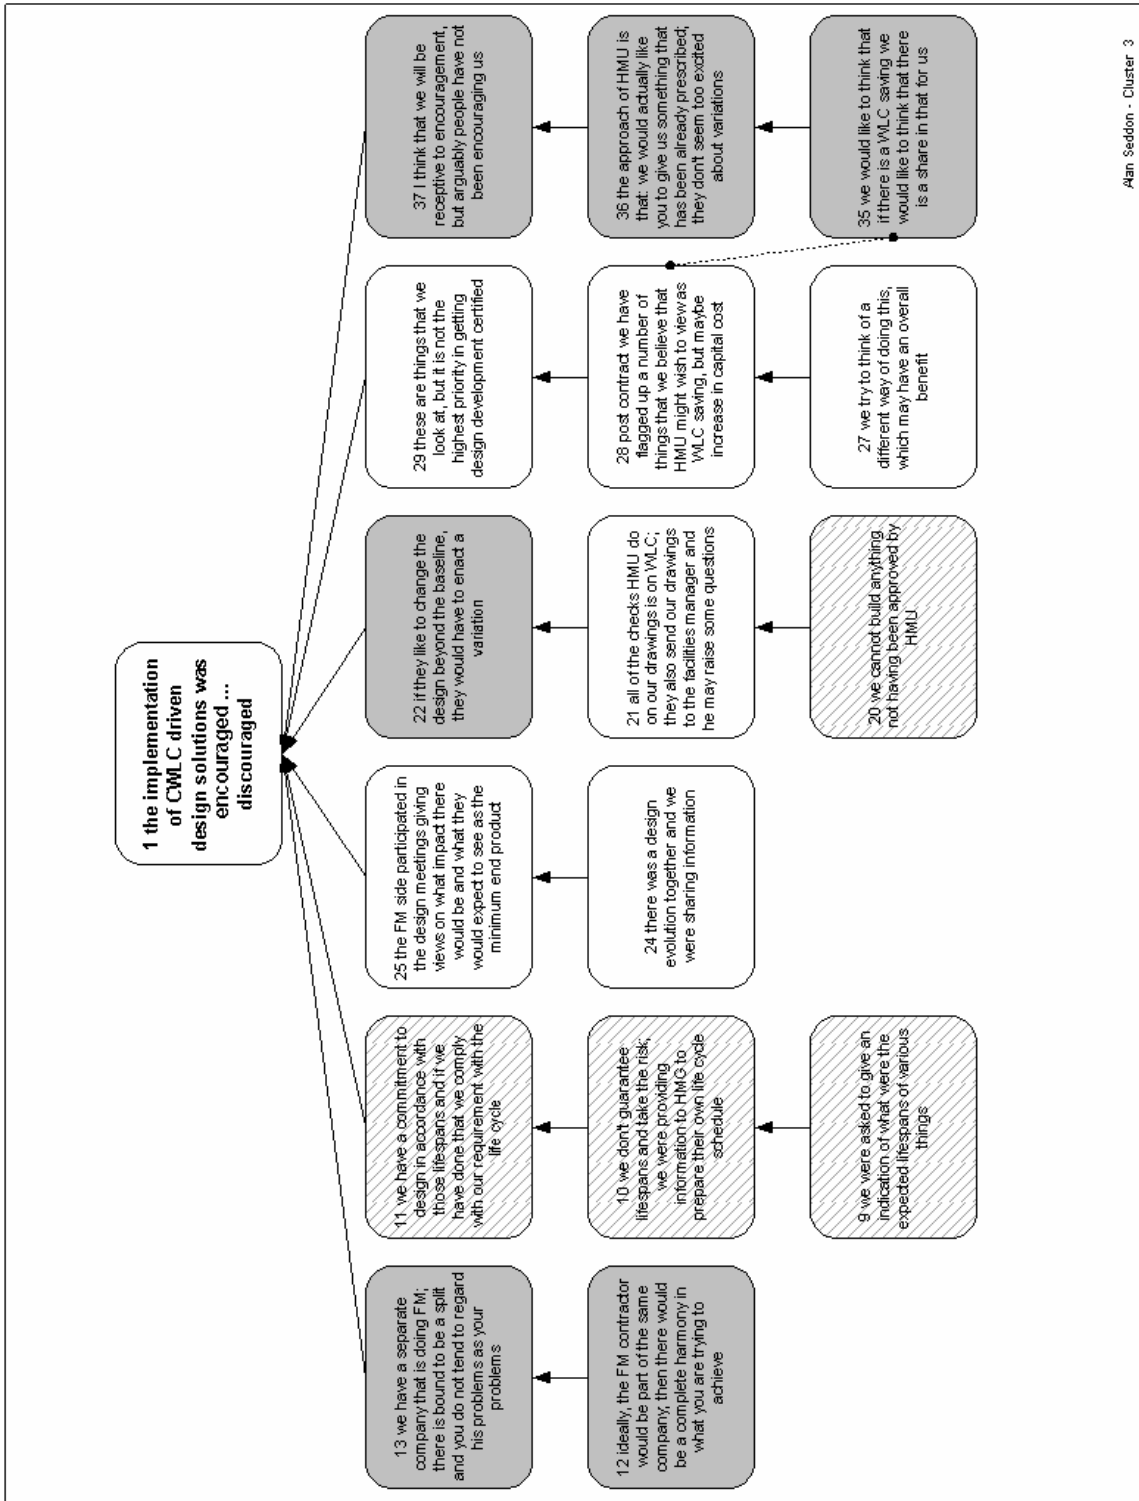 1 the implementation
of CWLC driven
design solutions was
encouraged ...
discouraged
13 we have a separate
company that is doing FM;
there is bound to be a split
and you do not tend to regard
his problems as your
problems
11 we have a commitment to
design in accordance with
those lifespans and if we
have done that we comply
with our requirement with the
life cycle
25 the FM side participated in
the design meetings giving
views on what impact there
would be and what they
would expect to see as the
minimum end product
22 if they like to change the
design beyond the baseline,
they would have to enact a
variation
29 these are things that we
look at, but it is not the
highest priority in getting
design development certified
37 I think that we will be
receptive to encouragement,
but arguably people have not
been encouraging us
12 ideally, the FM contractor
would be part of the same
company, then there would
be a complete harmony in
what you are trying to
achieve
10 we don't guarantee
lifespans and take the risk;
we were providing
information to HMG to
prepare their own life cycle
schedule
24 there was a design
evolution together and we
were sharing information
21 all of the checks HMU do
on our drawings is on WLC;
they also send our drawings
to the facilities manager and
he may raise some questions
28 post contract we have
flagged up a number of
things that we believe that
HMU might wish to view as
WLC saving, but maybe
increase in capital cost
36 the approach of HMU is
that: we would actually like
you to give us something that
has been already prescribed;
they don't seem too excited
about variations
9 we were asked to give an
indication of what were the
expected lifespans of various
things
20 we cannot build anything
not having been approved by
HMU
27 we try to think of a
different way of doing this,
which may have an overall
benefit
35 we would like to think that
if there is a WLC saving we
would like to think that there
is a share in that for us
Alan Seddon - Cluster 3